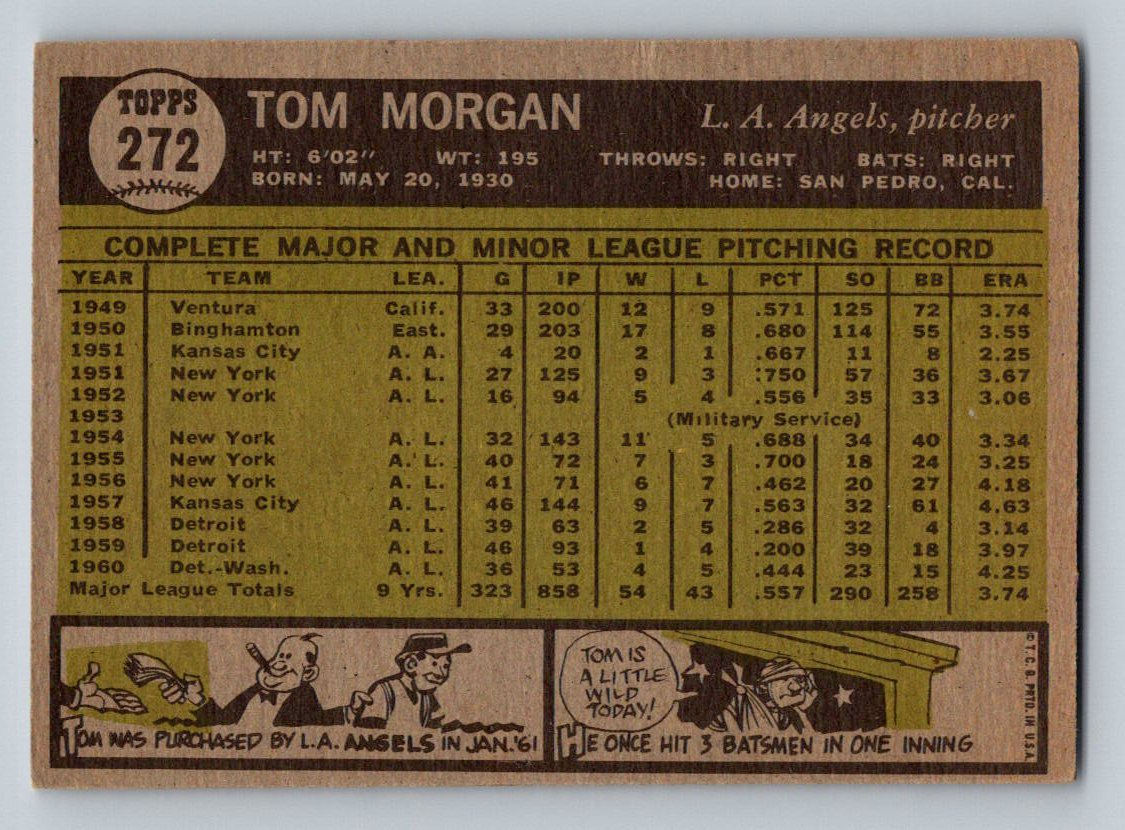 TOPPS
272
TOM MORGAN
L. A. Angels, pitcher
HT: 6'02" WT: 195 THROWS: RIGHT BATS: RIGHT
BORN: MAY 20, 1930 HOME: SAN PEDRO, CAL.
COMPLETE MAJOR AND MINOR LEAGUE PITCHING RECORD
YEAR TEAM LEA. G IP W L PCT SO BB ERA
1949 Ventura Calif. 33 200 12 9 .571 125 72 3.74
1950 Binghamton East. 29 203 17 8 .680 114 55 3.55
1951 Kansas City A. A. 4 20 2 1 .667 11 8 2.25
1951 New York A. L. 27 125 9 3 .750 57 36 3.67
1952 New York A. L. 16 94 5 4 .556 35 33 3.06
1953 (Military Service)
1954 New York A. L. 32 143 11 5 .688 34 40 3.34
1955 New York A. L. 40 72 7 3 .700 18 24 3.25
1956 New York A. L. 41 71 6 7 .462 20 27 4.18
1957 Kansas City A. L. 46 144 9 7 .563 32 61 4.63
1958 Detroit A. L. 39 63 2 5 .286 32 4 3.14
1959 Detroit A. L. 46 93 1 4 .200 39 18 3.97
1960 Det.-Wash. A. L. 36 53 4 5 .444 23 15 4.25
Major League Totals 9 Yrs. 323 858 54 43 .557 290 258 3.74
TOM WAS PURCHASED BY L.A. ANGELS IN JAN. '61
TOM IS
A LITTLE
WILD
TODAY!
HE ONCE HIT 3 BATSMEN IN ONE INNING
© T. C. G. PRTD. IN U.S.A.